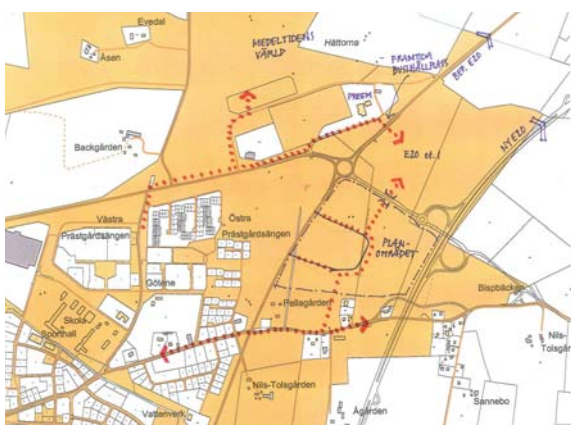 Evedal
Åsen
MEDELTIDENS
VÄRLD
Hättorna
FRAMTIDA
BUSSHÅLLPLATS
PREEM
BEF. E20
NY E20
Backgården
E20 et. 1
Västra
Prästgårdsängen
Östra
Prästgårdsängen
PLAN-
OMRÅDET
Götene
Bispbäcken
Skola
Sporthall
Pellagården
Nils-
Tolsgår
Nils-Tolsgården
Sannebo
Vattenverk
Ågården